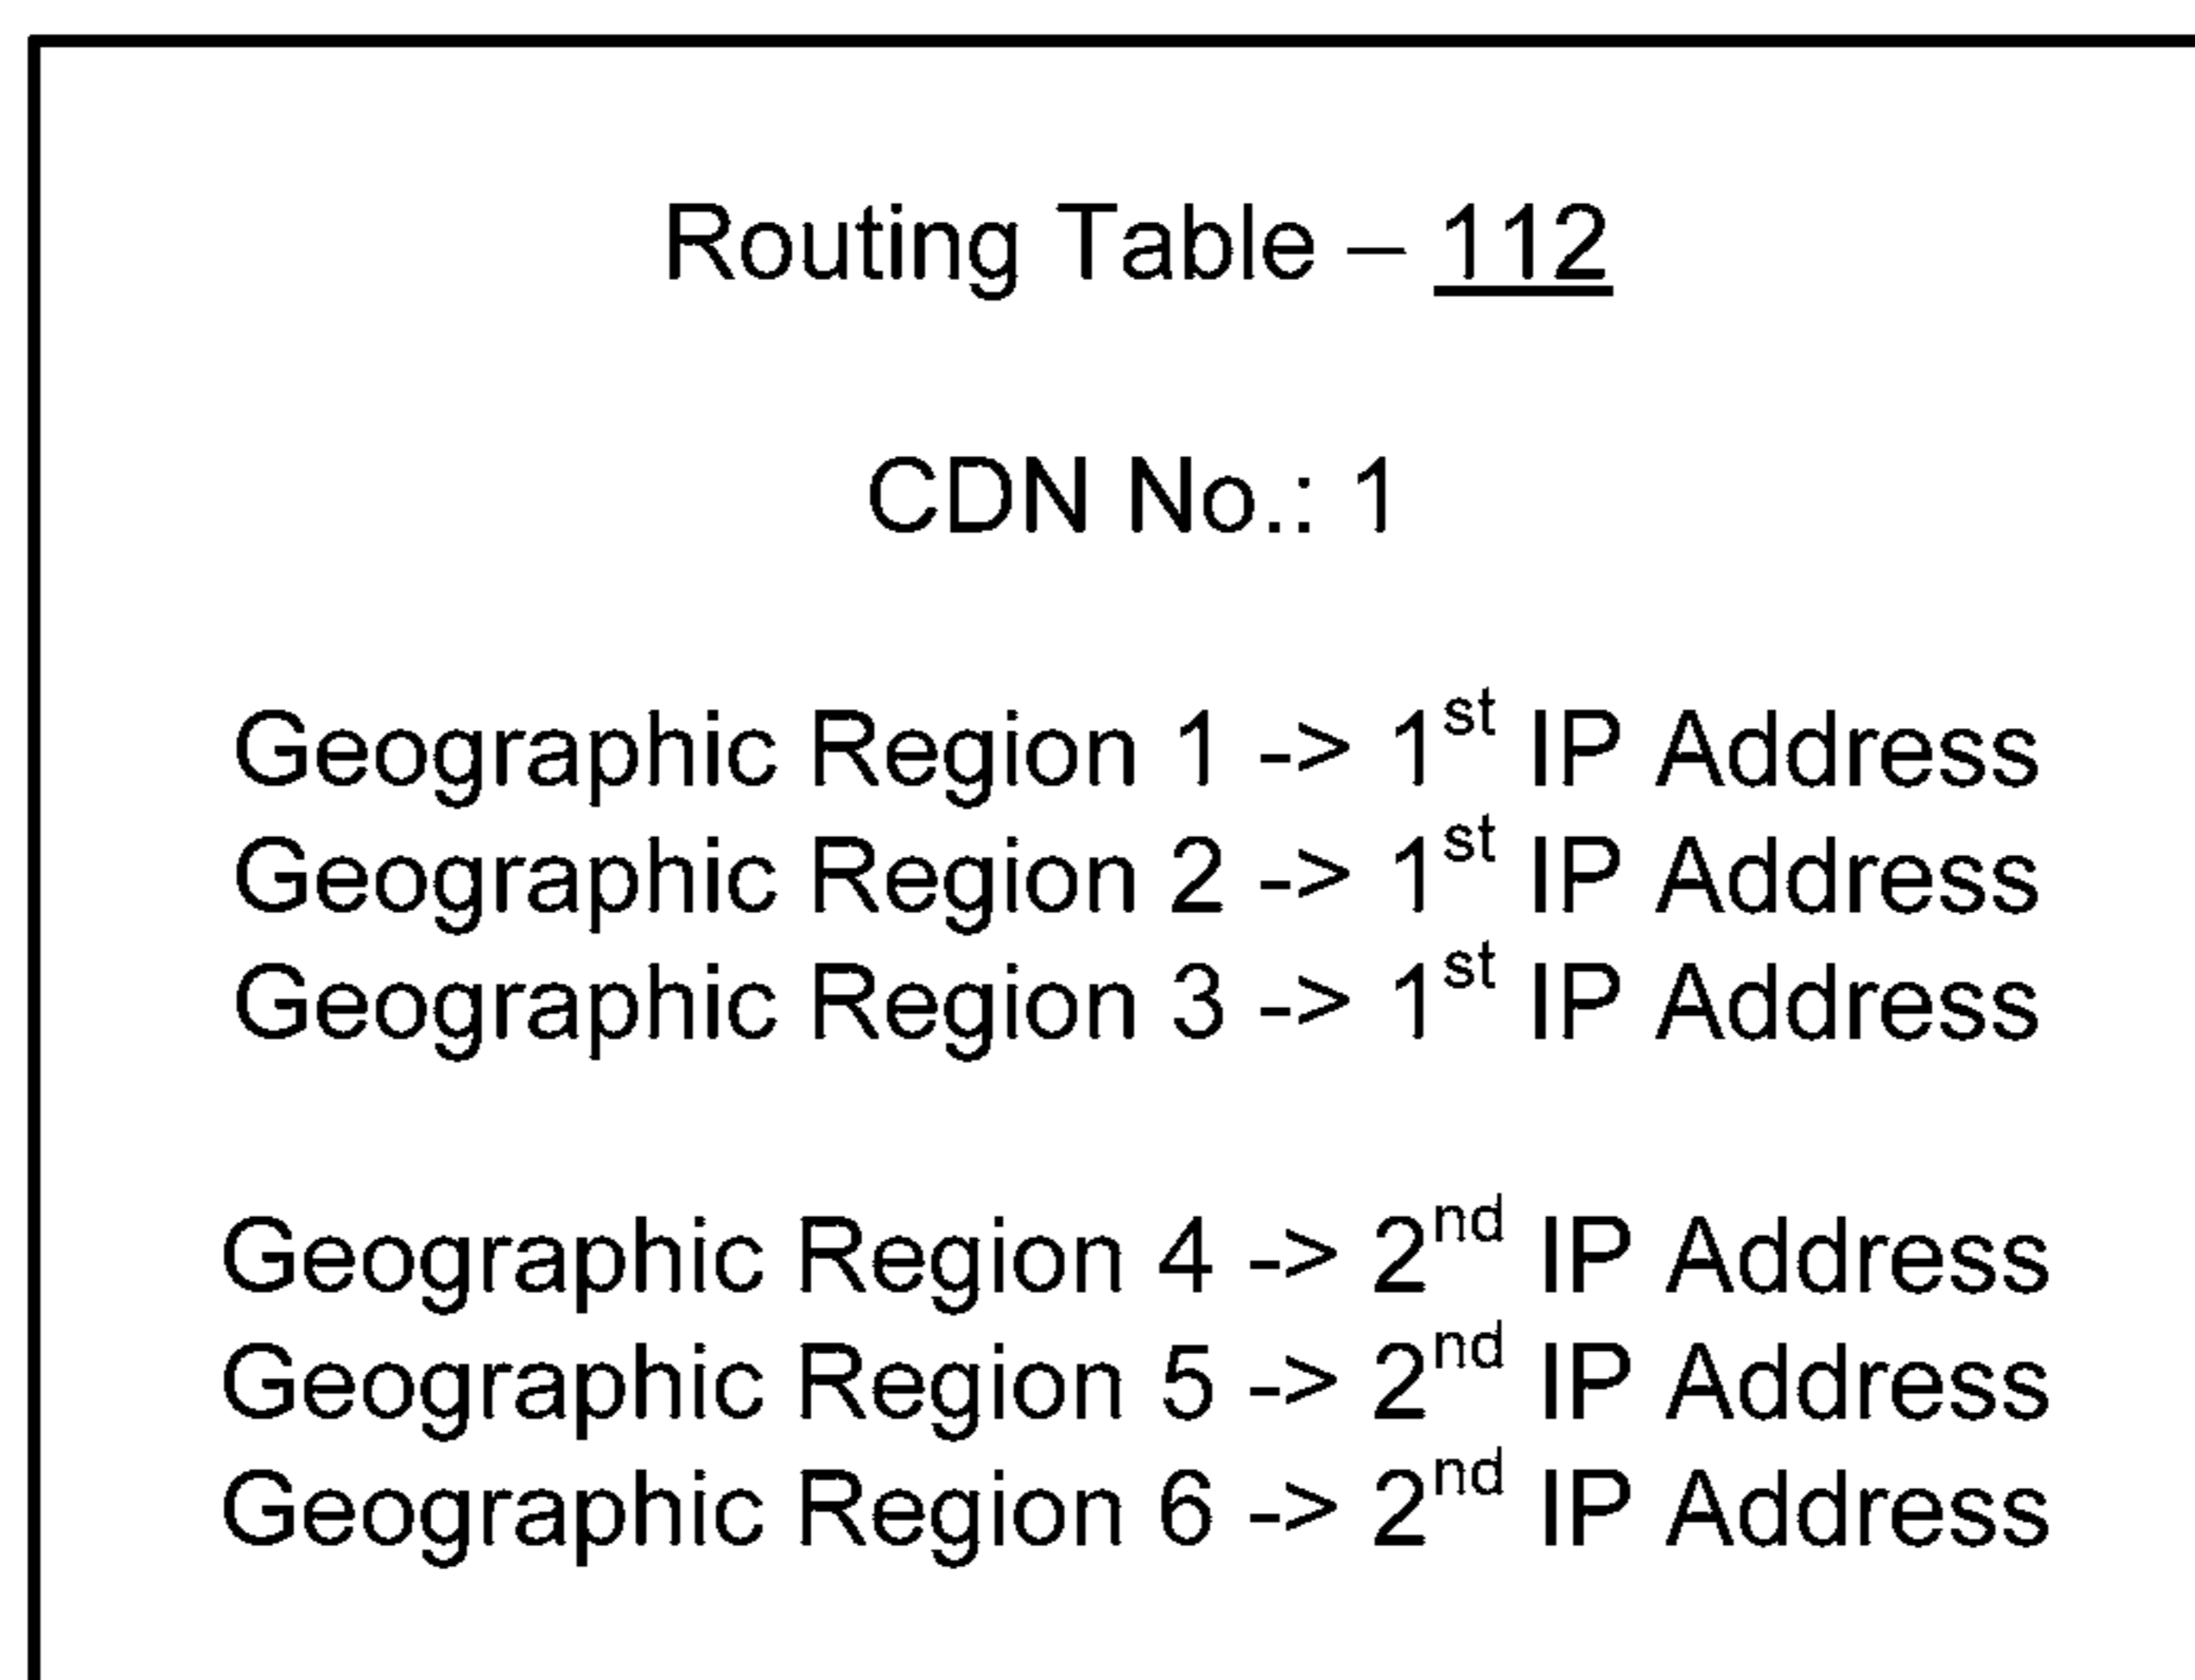 Routing Table – 112
CDN No.: 1
Geographic Region 1 -> 1st IP Address
Geographic Region 2 -> 1st IP Address
Geographic Region 3 -> 1st IP Address
Geographic Region 4 -> 2nd IP Address
Geographic Region 5 -> 2nd IP Address
Geographic Region 6 -> 2nd IP Address